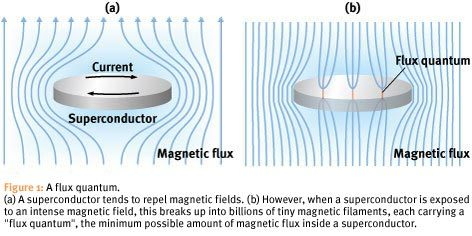 (a)
Current
Superconductor
Magnetic flux
(b)
Flux quantum
Magnetic flux
Figure 1: A flux quantum.
(a) A superconductor tends to repel magnetic fields. (b) However, when a superconductor is exposed
to an intense magnetic field, this breaks up into billions of tiny magnetic filaments, each carrying a
"flux quantum", the minimum possible amount of magnetic flux inside a superconductor.